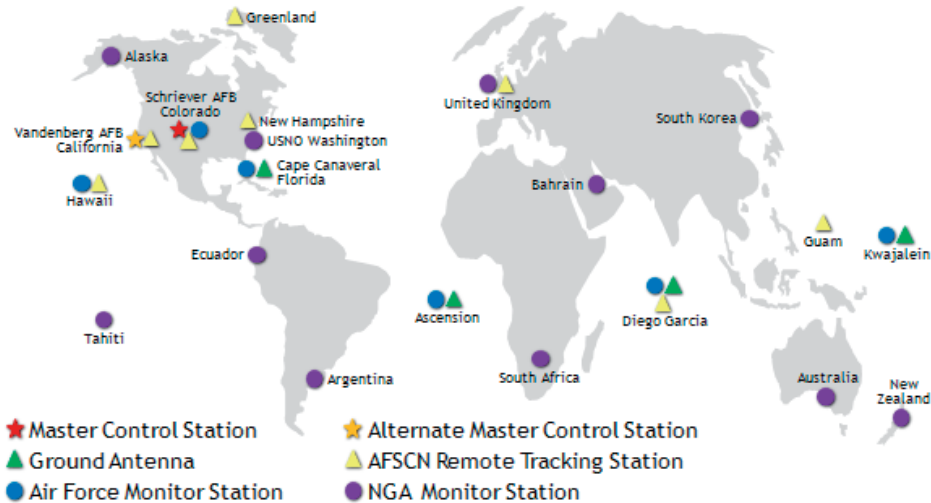 Greenland
Alaska
Schriever AFB
Colorado
United Kingdom
New Hampshire
South Korea
Vandenberg AFB
California
USNO Washington
Cape Canaveral
Florida
Bahrain
Hawaii
Guam
Ecuador
Kwajalein
Ascension
Diego Garcia
Tahiti
Argentina
South Africa
Australia
New
Zealand
Master Control Station
Alternate Master Control Station
Ground Antenna
AFSCN Remote Tracking Station
Air Force Monitor Station
NGA Monitor Station